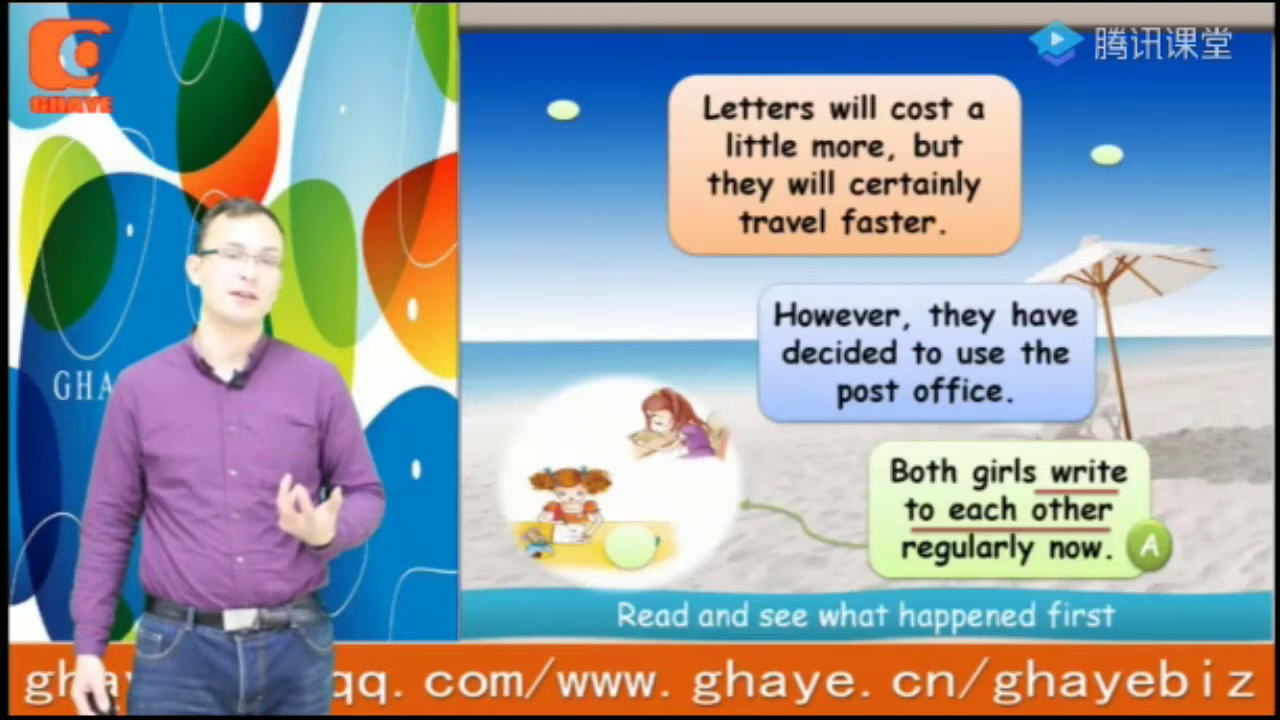 GHAYE
腾讯课堂
Letters will cost a
little more, but
they will certainly
travel faster.
However, they have
decided to use the
post office.
GHA
Both girls write
to each other
regularly now.
A
Read and see what happened first
qq.com/www.ghaye.cn/ghayebiz